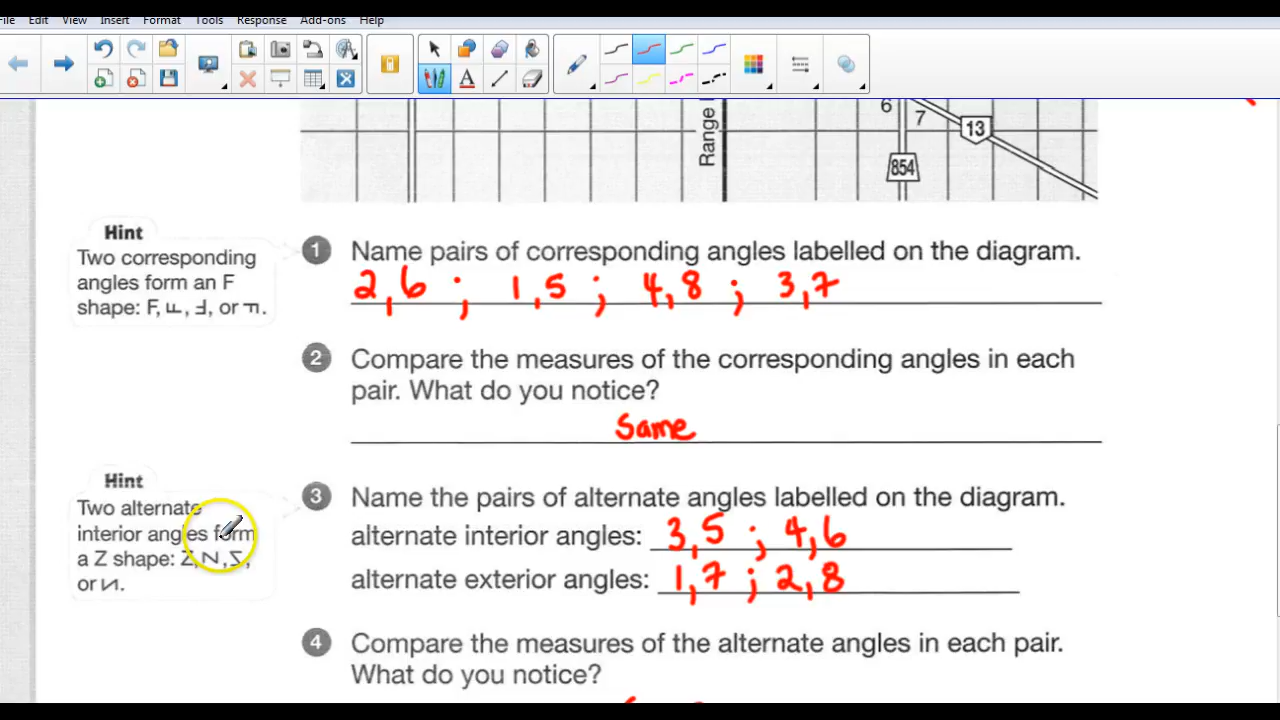 File Edit View Insert Format Tools Response Add-ons Help
6
7
13
854
Range
Hint
Two corresponding
angles form an F
shape: F,
or
1 Name pairs of corresponding angles labelled on the diagram.
2,6 ; 1,5 ; 4,8 ; 3,7
2 Compare the measures of the corresponding angles in each
pair. What do you notice?
Same
Hint
Two alternate
interior angles form
a Z shape: Z, N, 
or
3 Name the pairs of alternate angles labelled on the diagram.
alternate interior angles: 3,5 ; 4,6
alternate exterior angles: 1,7 ; 2,8
4 Compare the measures of the alternate angles in each pair.
What do you notice?